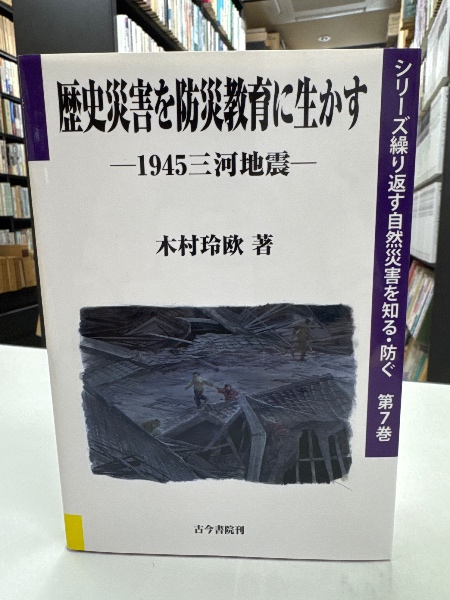 歴史災害を防災教育に生かす
―1945三河地震―
木村玲欧 著
シリーズ繰り返す自然災害を知る・防ぐ 第7巻
古今書院刊